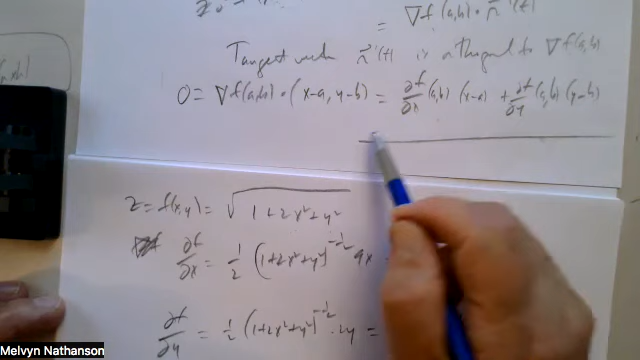 = ∇f(a,b) · r⃗'(t)
Tangent vector r⃗'(t) is orthogonal to ∇f(a,b)
0 = ∇f(a,b) · (x-a, y-b) = ∂f/∂x (a,b) (x-a) + ∂f/∂y (a,b) (y-b)
z = f(x,y) = √(1+2x²+y²)
∂f/∂x = 1/2 (1+2x²+y²)^(-1/2) 4x
∂f/∂y = 1/2 (1+2x²+y²)^(-1/2) · 2y =
Melvyn Nathanson